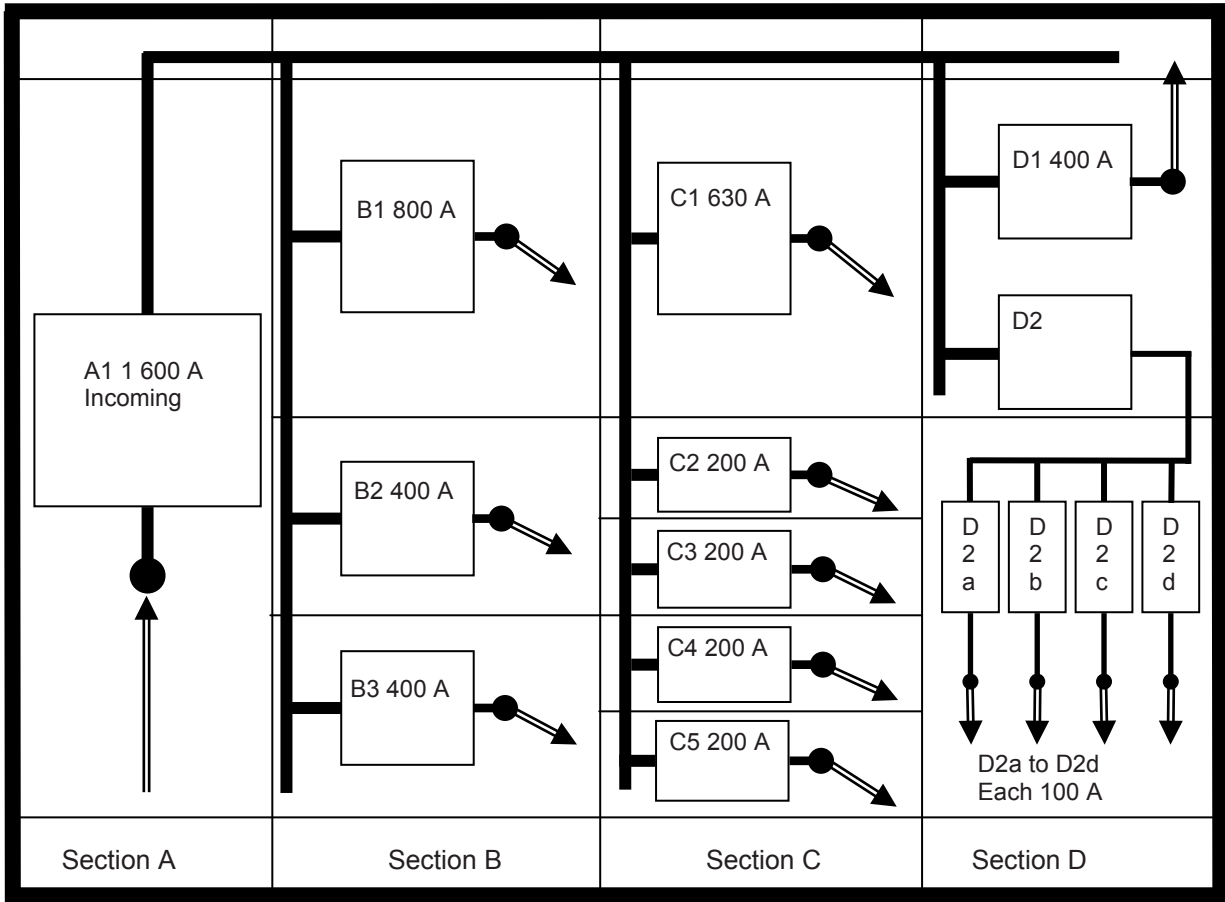 A1 1 600 A
Incoming
B1 800 A
B2 400 A
B3 400 A
C1 630 A
C2 200 A
C3 200 A
C4 200 A
C5 200 A
D1 400 A
D2
D
2
a
D
2
b
D
2
c
D
2
d
D2a to D2d
Each 100 A
Section A
Section B
Section C
Section D